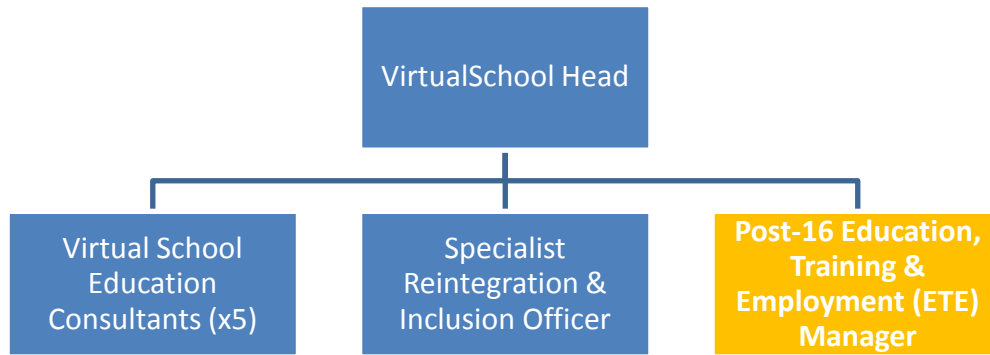 VirtualSchool Head
Virtual School
Education
Consultants (x5)
Specialist
Reintegration &
Inclusion Officer
Post-16 Education,
Training &
Employment (ETE)
Manager